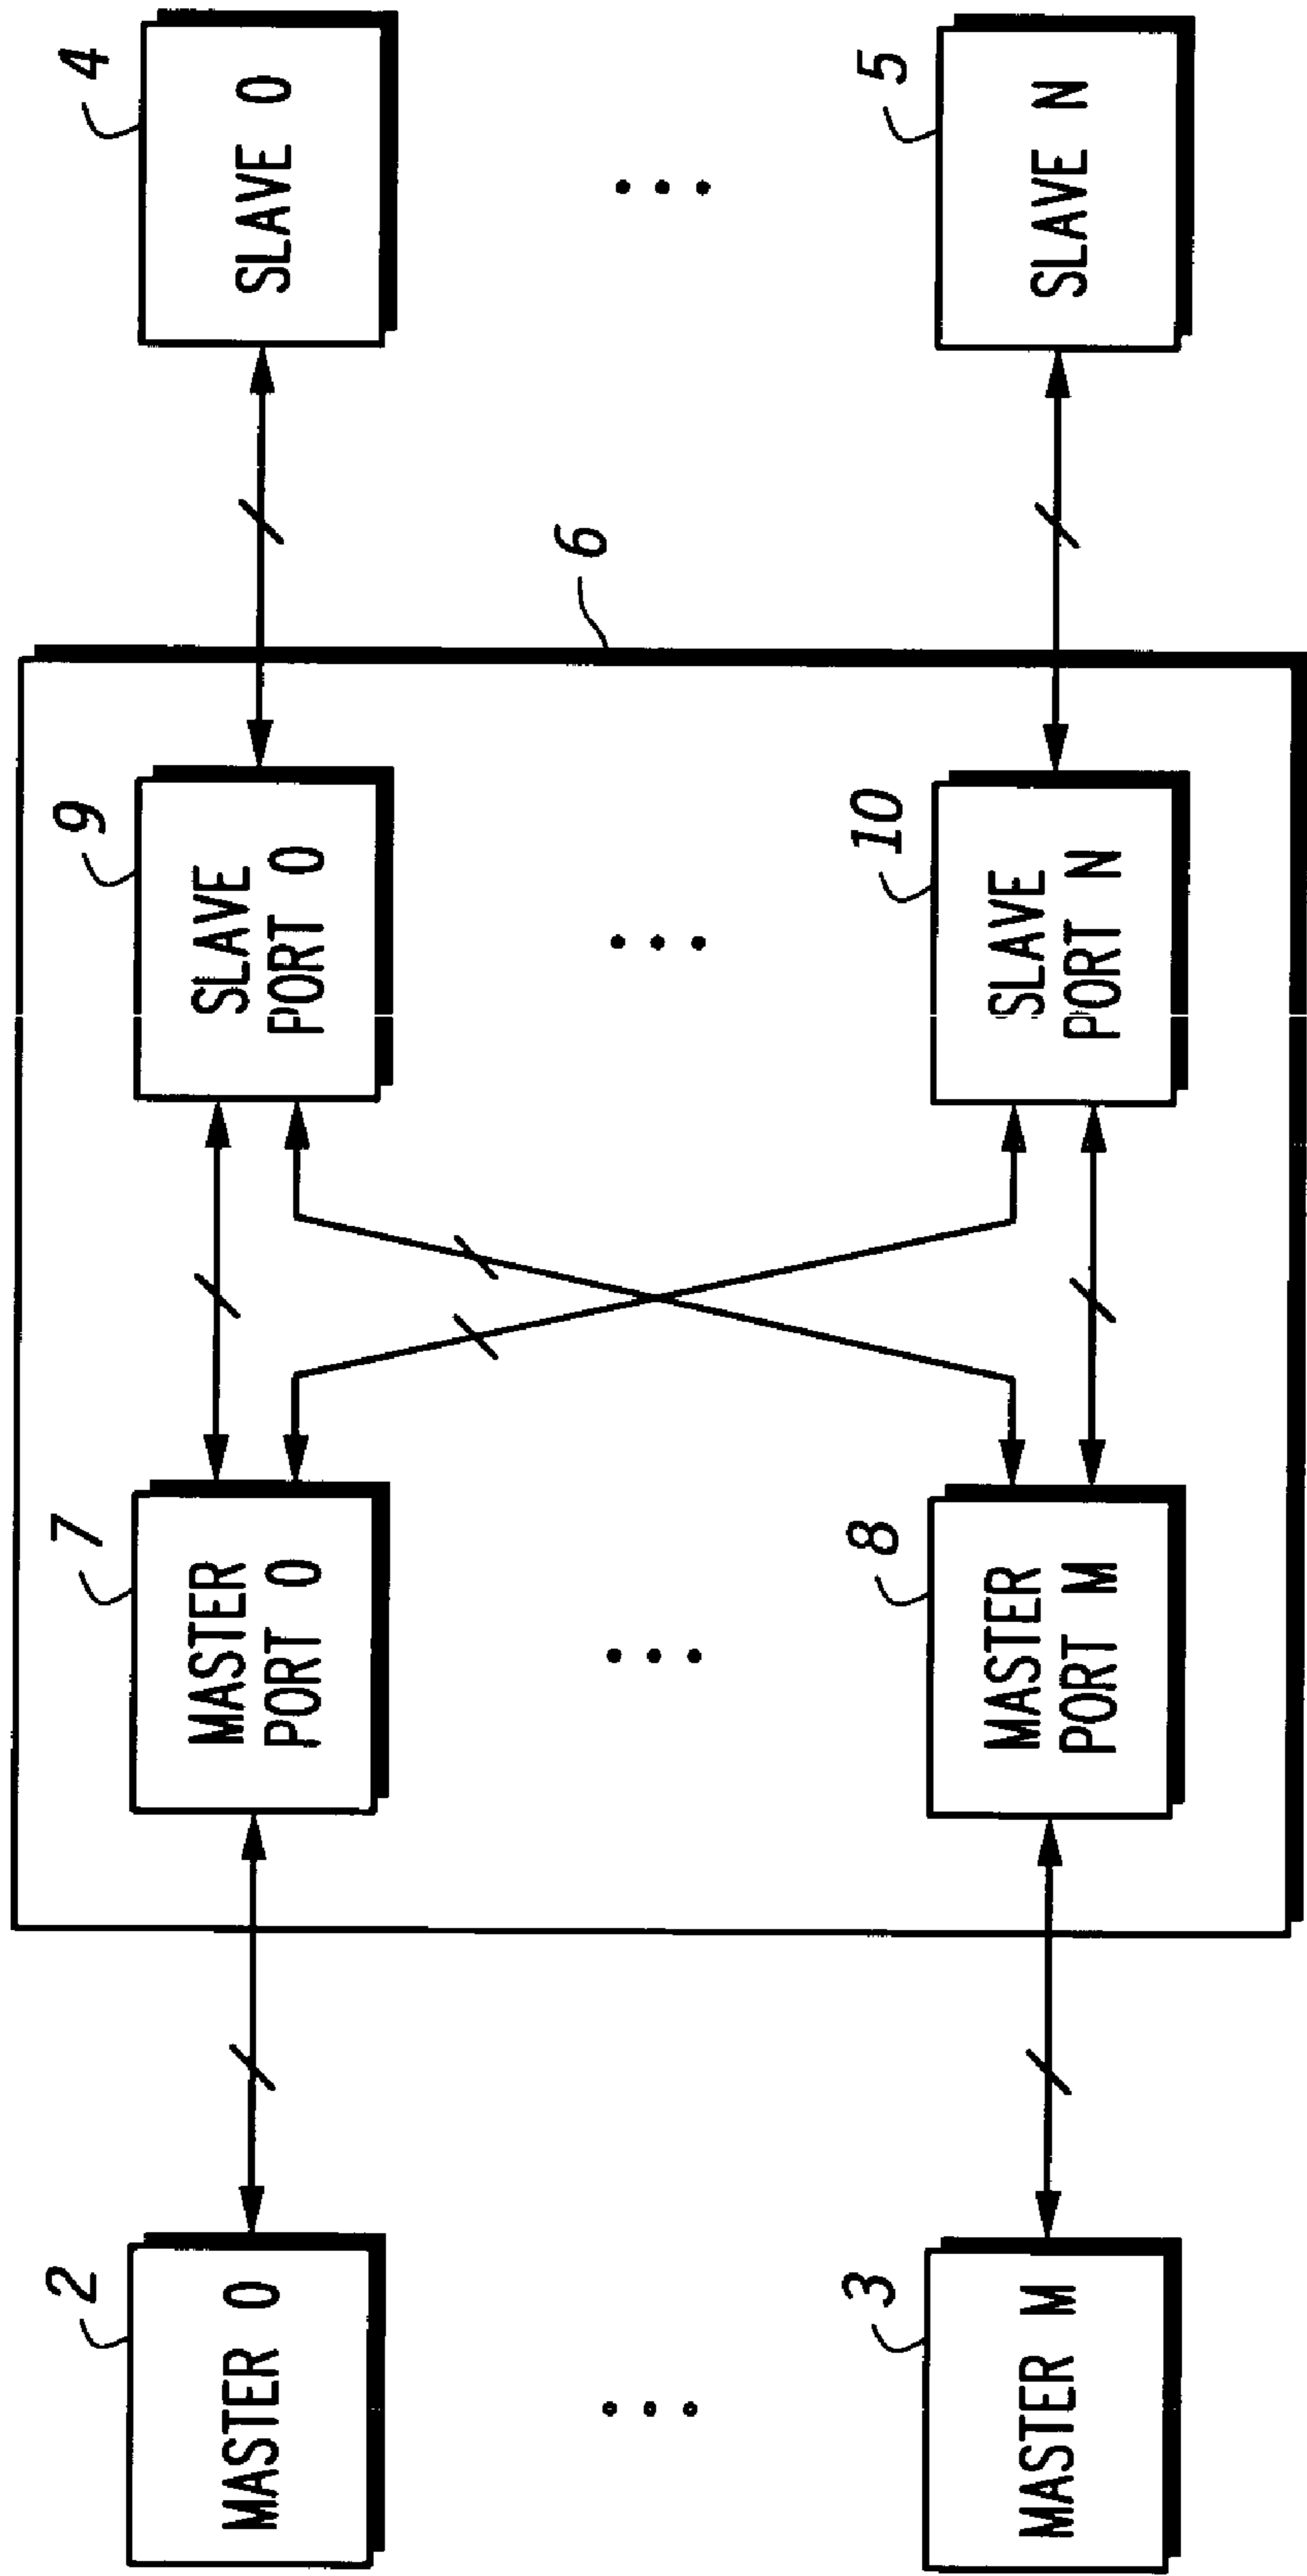 2
MASTER 0
7
MASTER
PORT 0
9
SLAVE
PORT 0
4
SLAVE 0
6
3
MASTER M
8
MASTER
PORT M
10
SLAVE
PORT N
5
SLAVE N